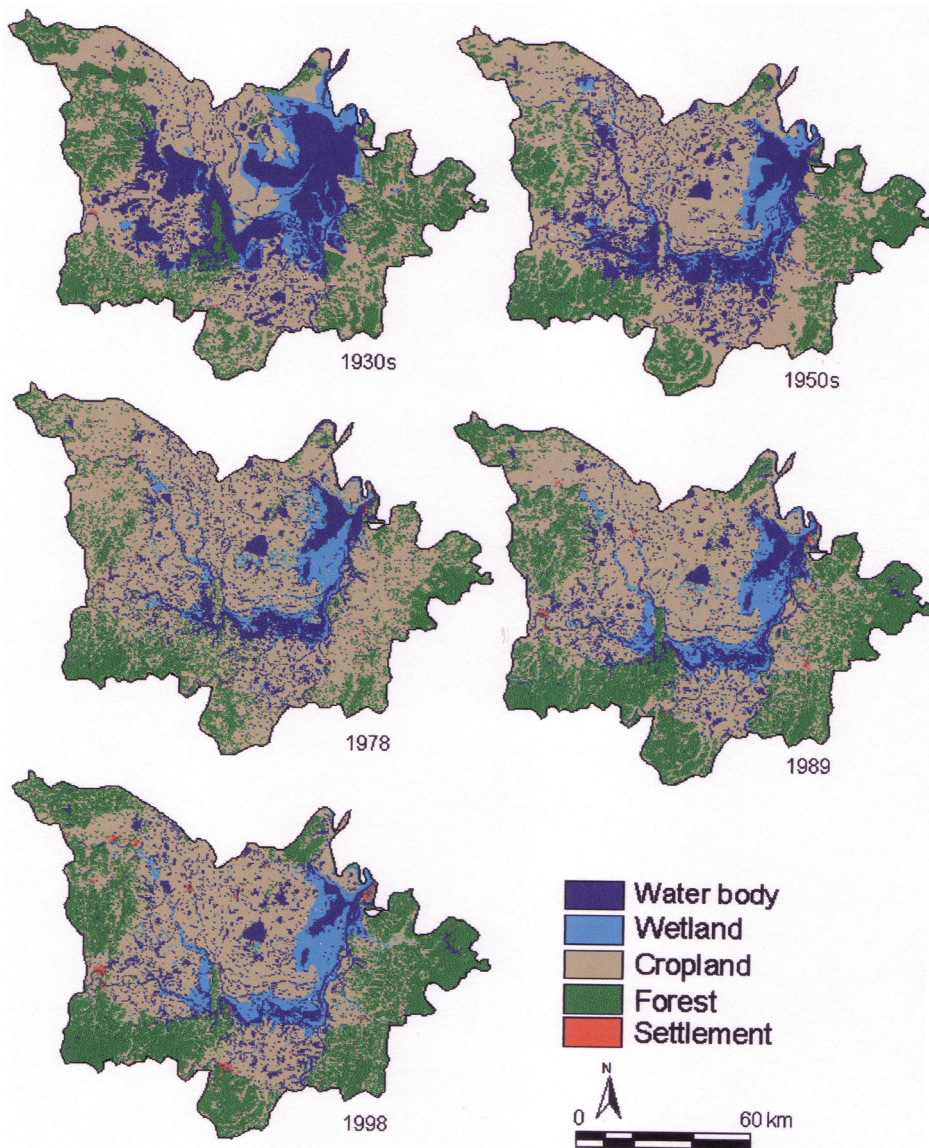 1930s
1950s
1978
1989
1998
Water body
Wetland
Cropland
Forest
Settlement
N
0 60 km